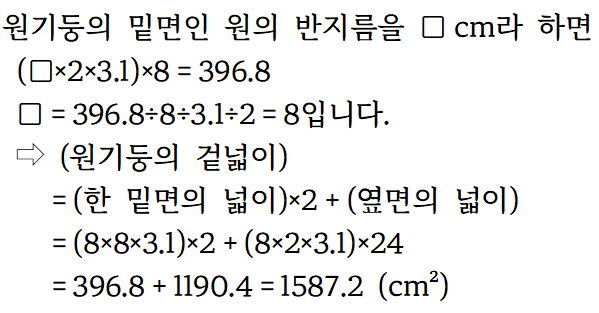 원기둥의 밑면인 원의 반지름을 □ cm라 하면
(□×2×3.1)×8 = 396.8
□ = 396.8÷8÷3.1÷2 = 8입니다.
⇨ (원기둥의 겉넓이)
= (한 밑면의 넓이)×2 + (옆면의 넓이)
= (8×8×3.1)×2 + (8×2×3.1)×24
= 396.8 + 1190.4 = 1587.2 (cm²)